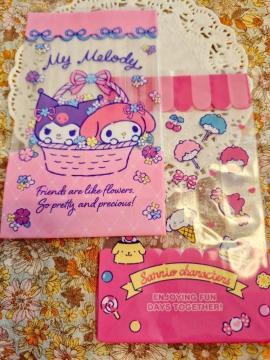 My Melody
Friends are like flowers.
So pretty and precious!
Sanrio characters
ENJOYING FUN
DAYS TOGETHER!